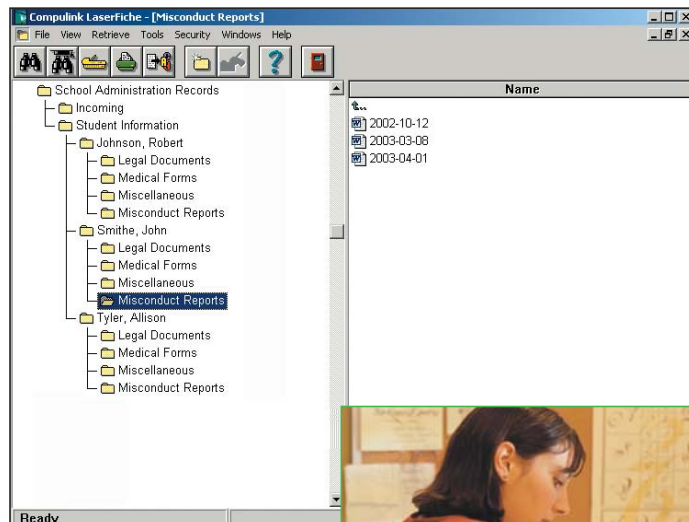 Compulink LaserFiche - [Misconduct Reports]
File View Retrieve Tools Security Windows Help
School Administration Records
Incoming
Student Information
Johnson, Robert
Legal Documents
Medical Forms
Miscellaneous
Misconduct Reports
Smithe, John
Legal Documents
Medical Forms
Miscellaneous
Misconduct Reports
Tyler, Allison
Legal Documents
Medical Forms
Miscellaneous
Misconduct Reports
Name
2002-10-12
2003-03-08
2003-04-01
Ready